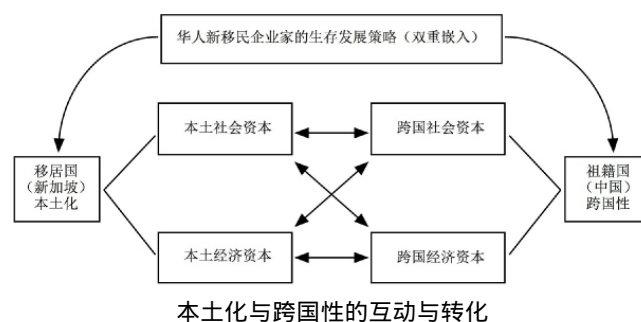 华人新移民企业家的生存发展策略（双重嵌入）
本土社会资本
跨国社会资本
移居国
（新加坡）
本土化
祖籍国
（中国）
跨国性
本土经济资本
跨国经济资本
本土化与跨国性的互动与转化